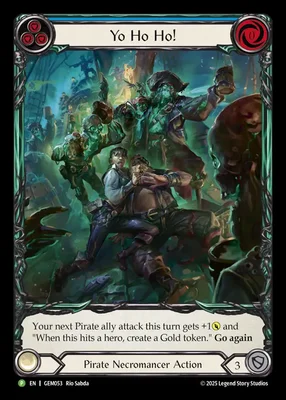 Yo Ho Ho!
Your next Pirate ally attack this turn gets +1 and
"When this hits a hero, create a Gold token." Go again
Pirate Necromancer Action
3
P EN | GEM053 Rio Sabda
© 2025 Legend Story Studios